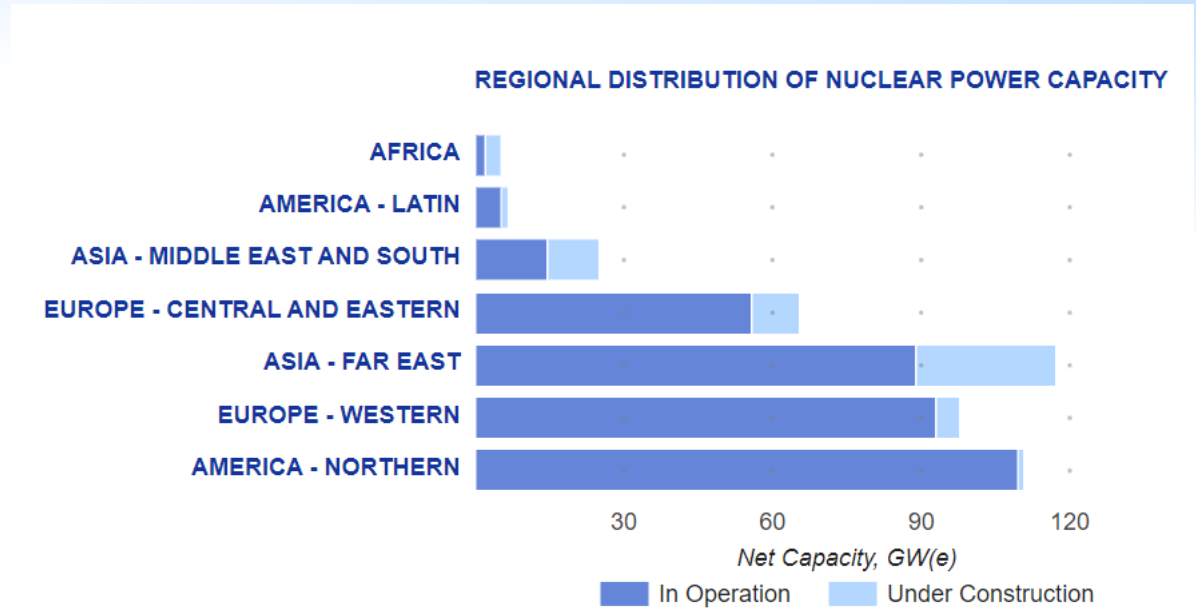 REGIONAL DISTRIBUTION OF NUCLEAR POWER CAPACITY
AFRICA
AMERICA - LATIN
ASIA - MIDDLE EAST AND SOUTH
EUROPE - CENTRAL AND EASTERN
ASIA - FAR EAST
EUROPE - WESTERN
AMERICA - NORTHERN
30 60 90 120
Net Capacity, GW(e)
In Operation Under Construction